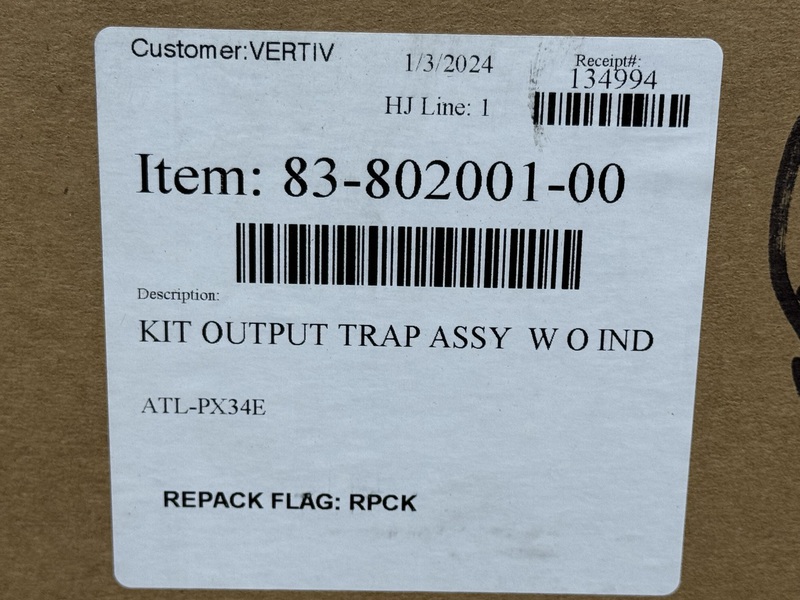 Customer:VERTIV
1/3/2024
Receipt#:
134994
HJ Line: 1
Item: 83-802001-00
Description:
KIT OUTPUT TRAP ASSY W O IND
ATL-PX34E
REPACK FLAG: RPCK